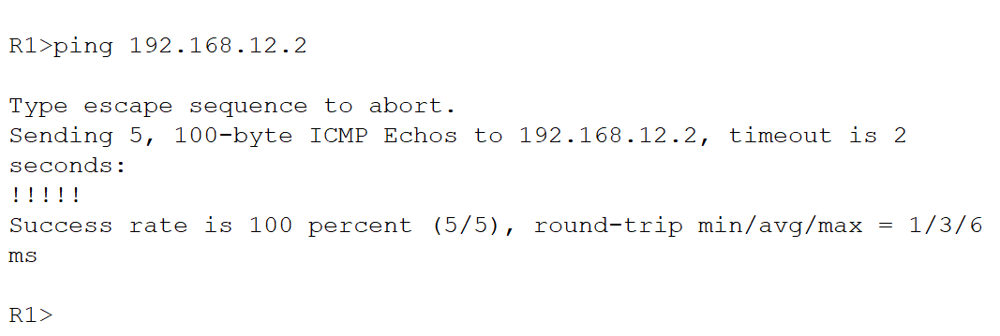 R1>ping 192.168.12.2
Type escape sequence to abort.
Sending 5, 100-byte ICMP Echos to 192.168.12.2, timeout is 2
seconds:
!!!!!
Success rate is 100 percent (5/5), round-trip min/avg/max = 1/3/6
ms
R1>